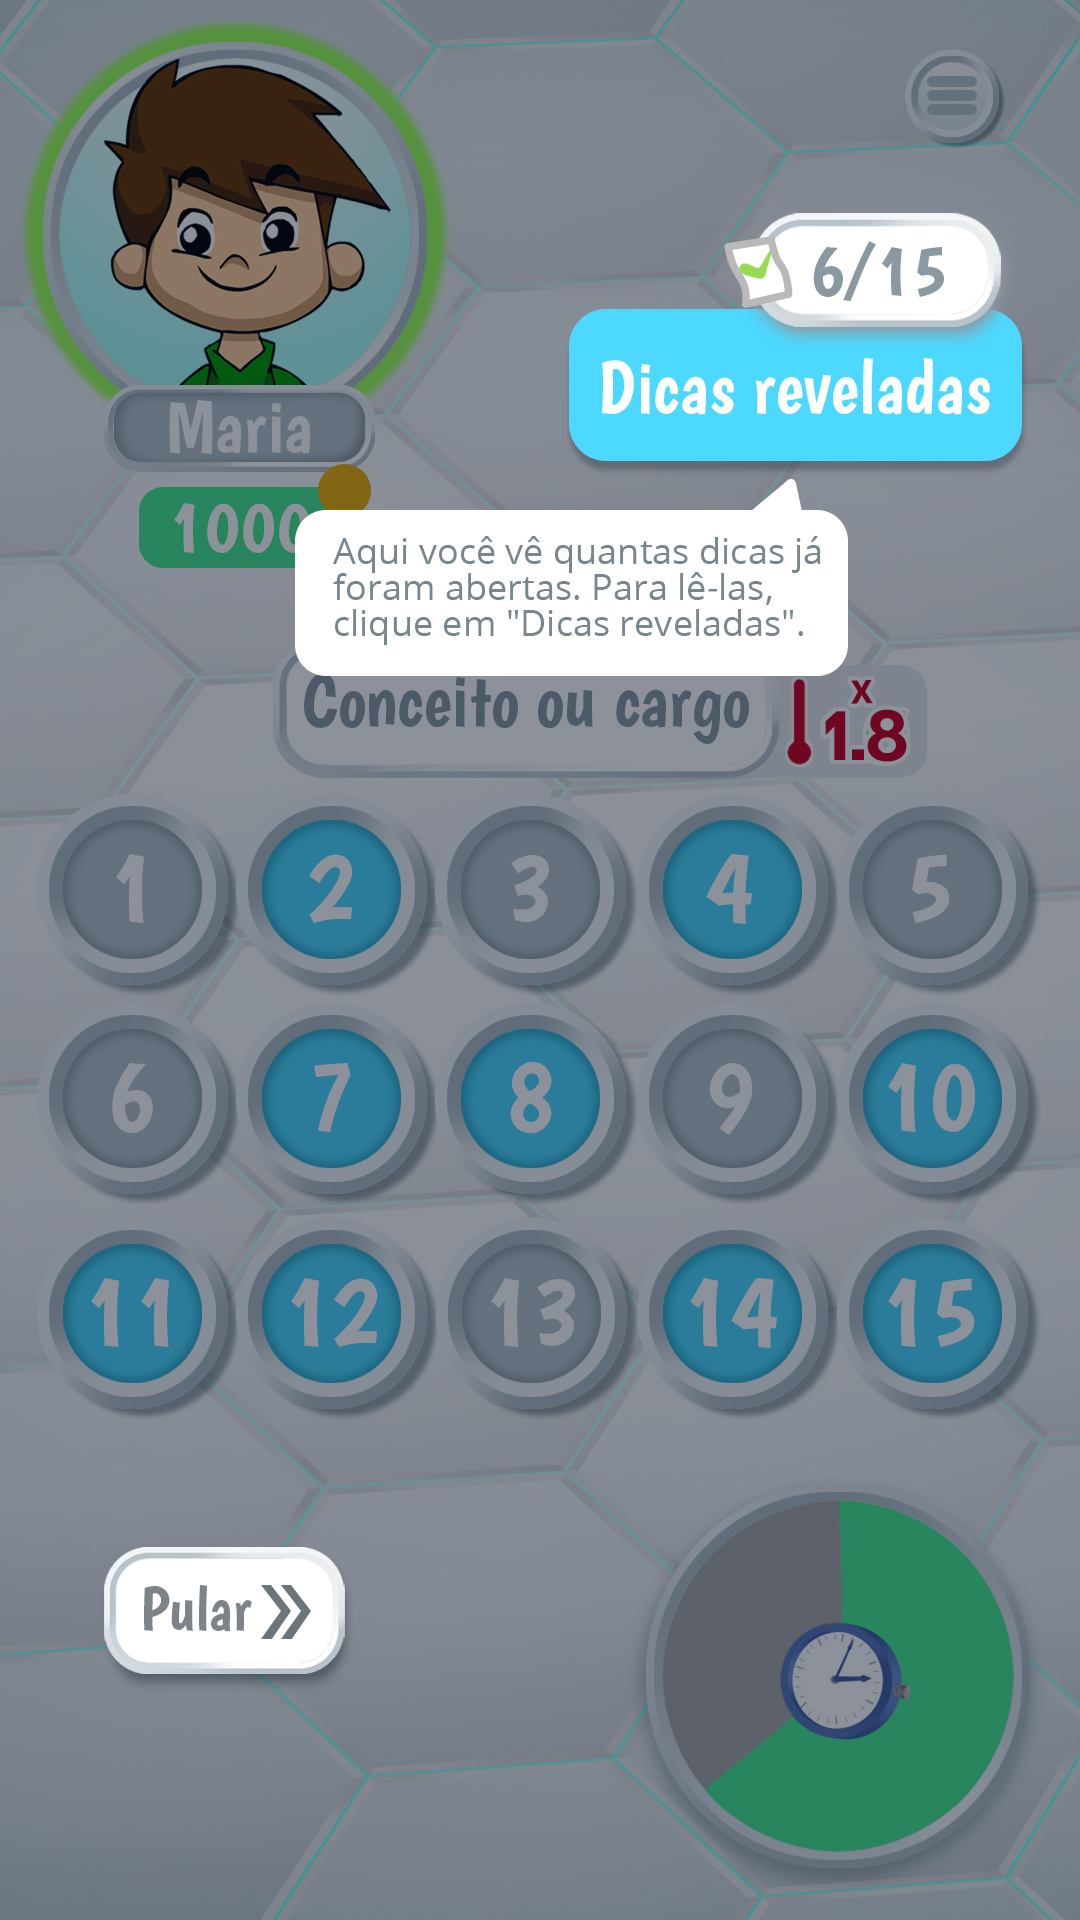 6/15
Dicas reveladas
Maria
1000
Aqui você vê quantas dicas já
foram abertas. Para lê-las,
clique em "Dicas reveladas".
Conceito ou cargo
x
1.8
1 2 3 4 5
6 7 8 9 10
11 12 13 14 15
Pular